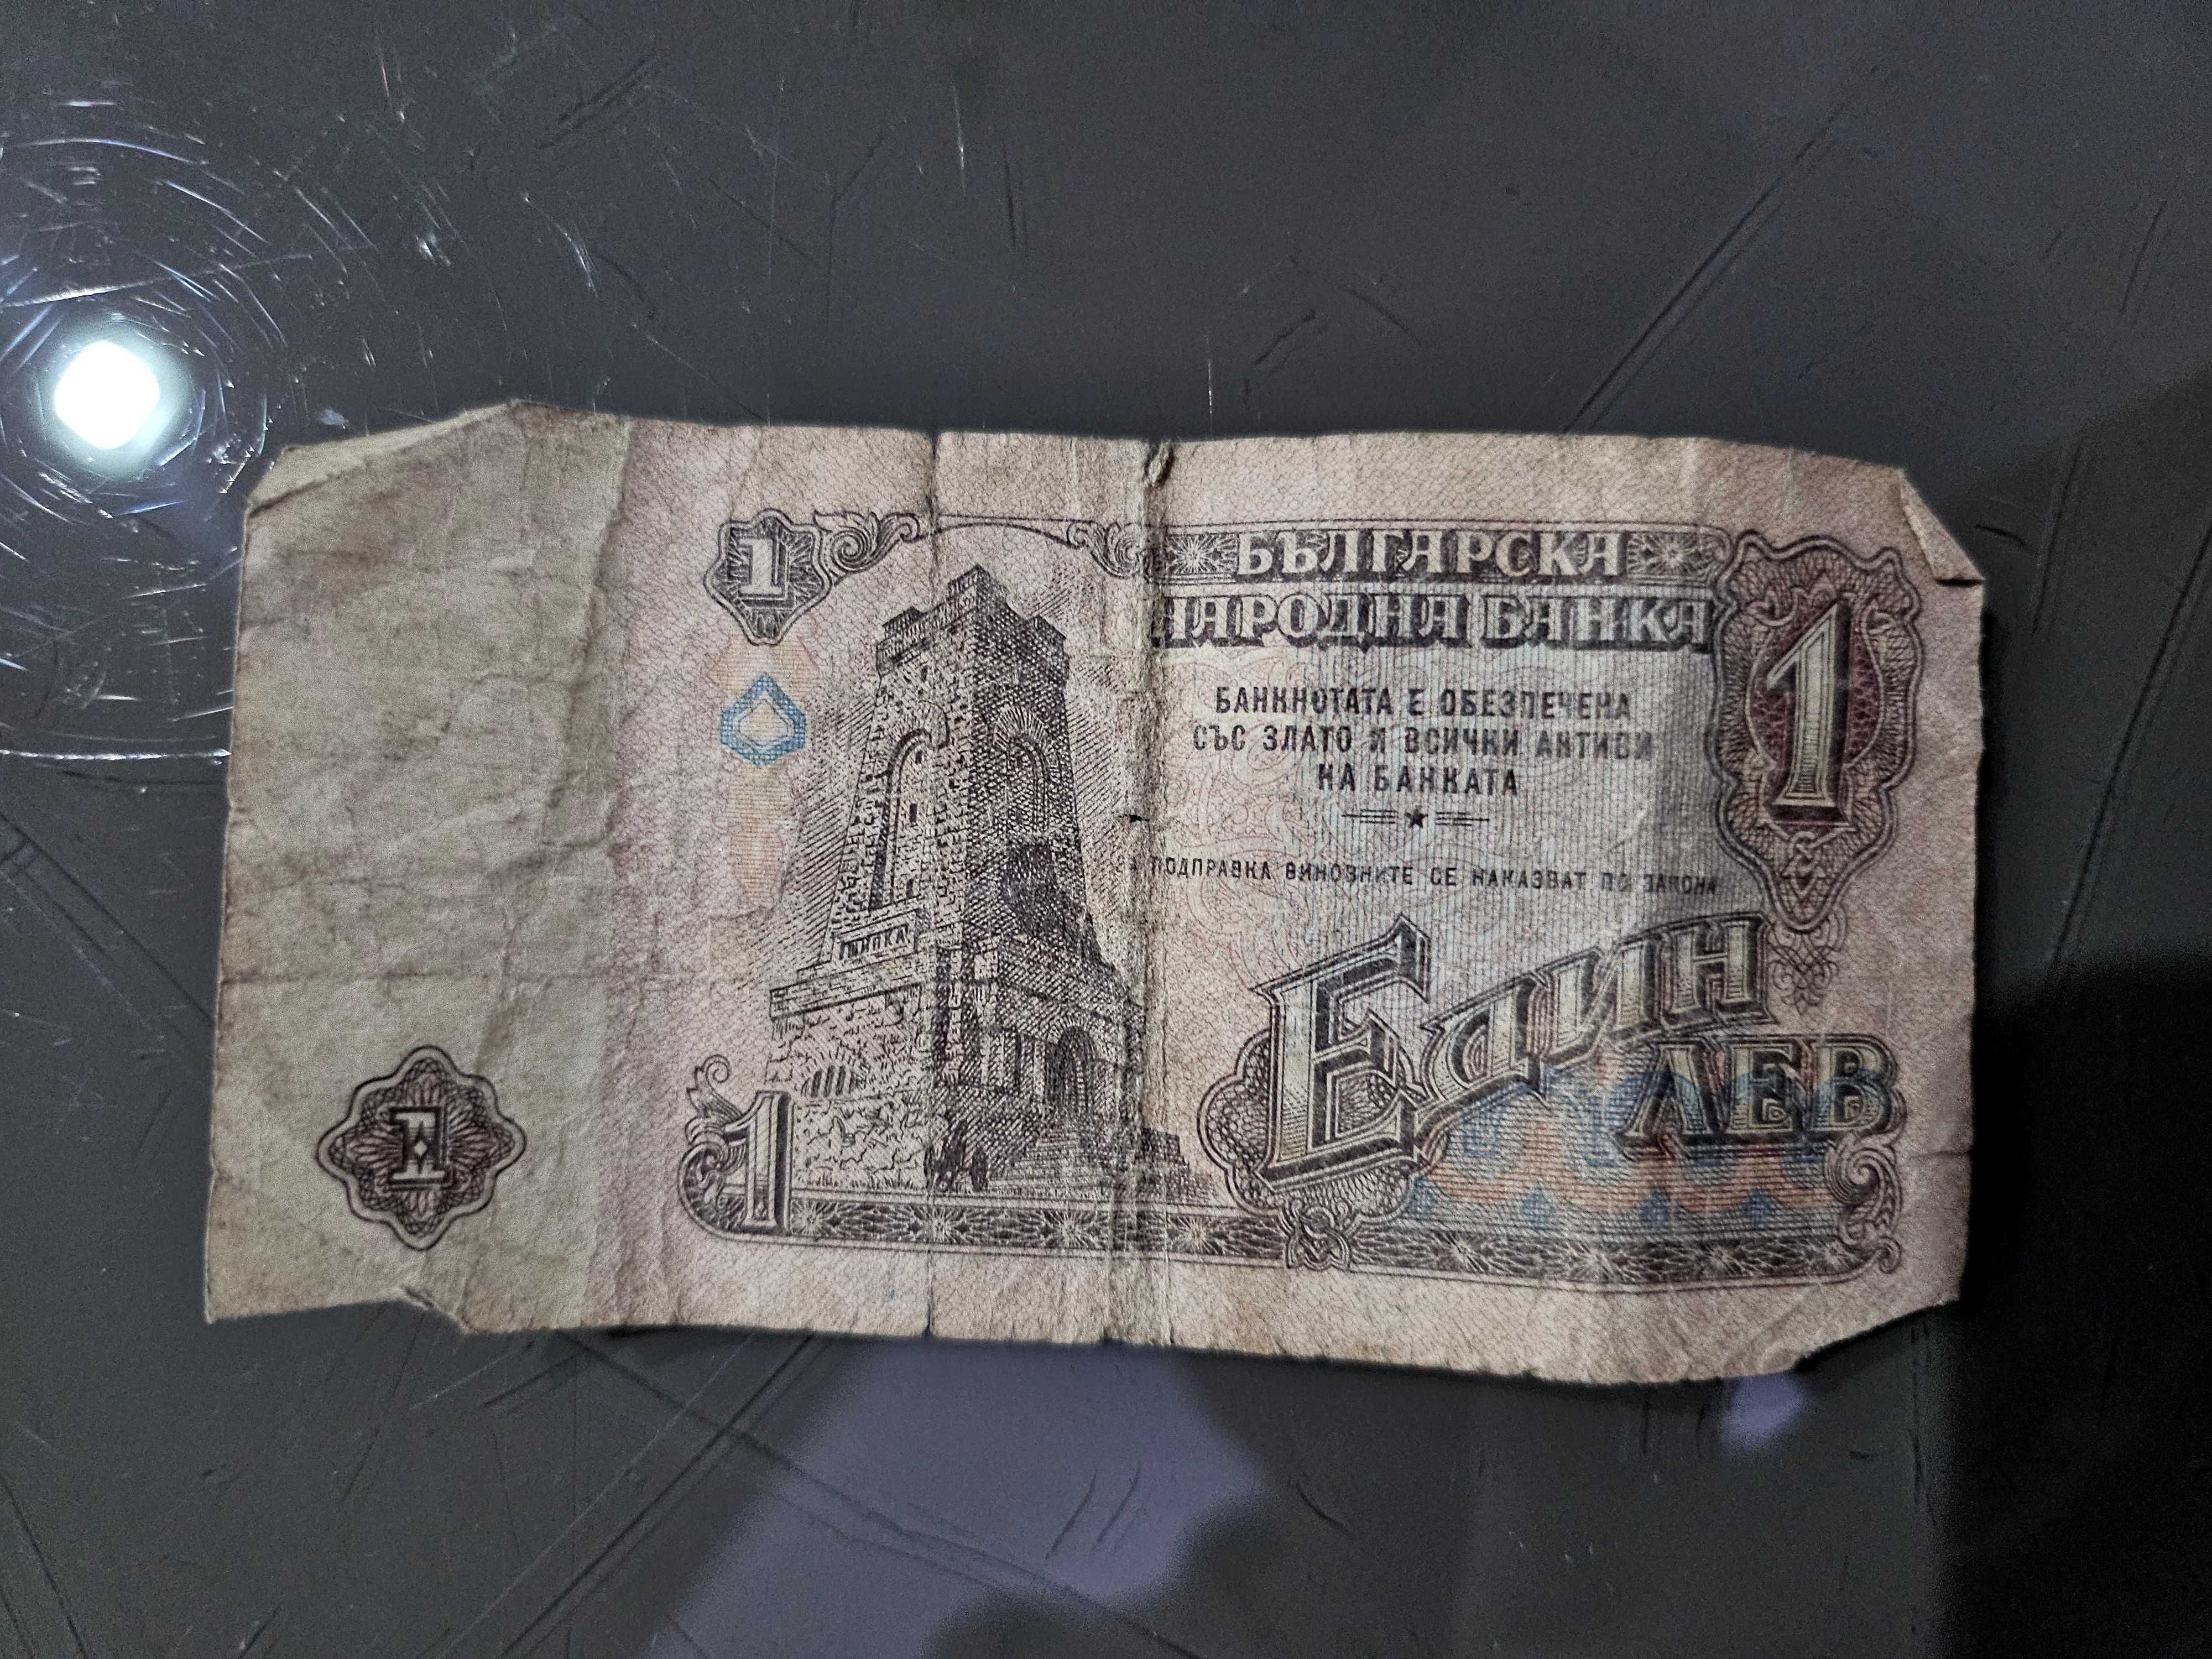 1
БЪЛГАРСКА
НАРОДНА БАНКА
1
БАНКНОТАТА Е ОБЕЗПЕЧЕНА
СЪС ЗЛАТО И ВСИЧКИ АКТИВИ
НА БАНКАТА
ПОДПРАВКА ВИНОВНИТЕ СЕ НАКАЗВАТ ПО ЗАКОНА
ШИПКА
Един
ЛЕВ
1
1